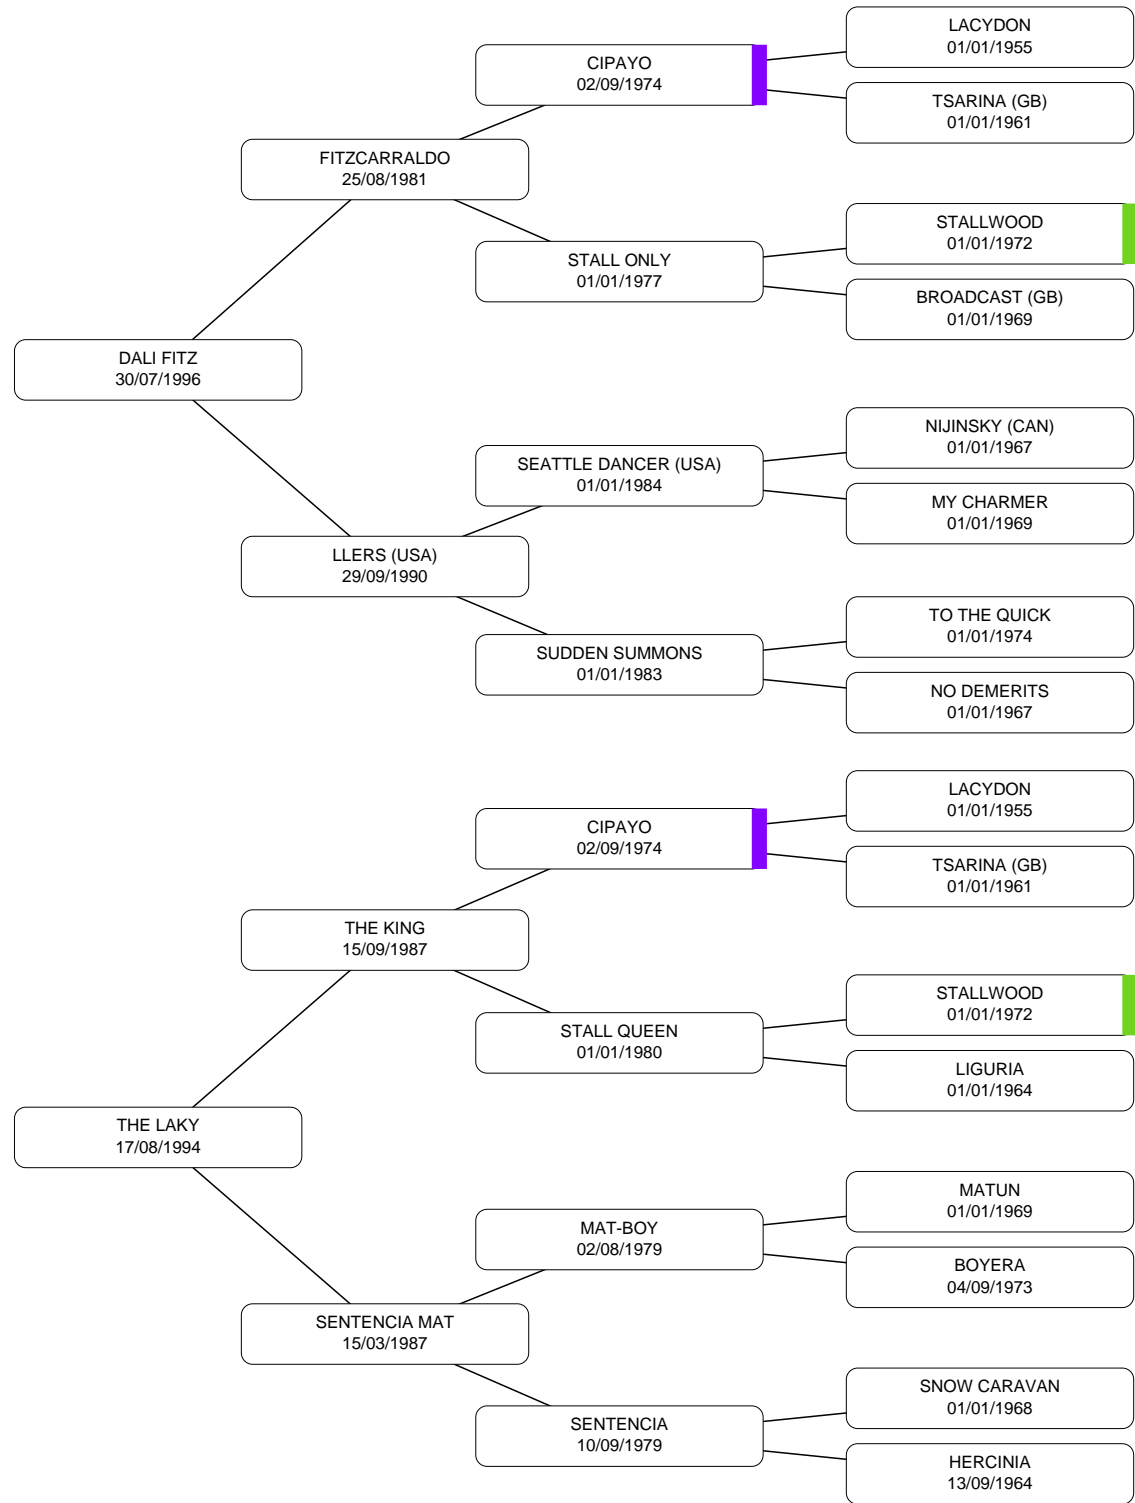 LACYDON
01/01/1955
CIPAYO
02/09/1974
TSARINA (GB)
01/01/1961
FITZCARRALDO
25/08/1981
STALLWOOD
01/01/1972
STALL ONLY
01/01/1977
BROADCAST (GB)
01/01/1969
DALI FITZ
30/07/1996
NIJINSKY (CAN)
01/01/1967
SEATTLE DANCER (USA)
01/01/1984
MY CHARMER
01/01/1969
LLERS (USA)
29/09/1990
TO THE QUICK
01/01/1974
SUDDEN SUMMONS
01/01/1983
NO DEMERITS
01/01/1967
LACYDON
01/01/1955
CIPAYO
02/09/1974
TSARINA (GB)
01/01/1961
THE KING
15/09/1987
STALLWOOD
01/01/1972
STALL QUEEN
01/01/1980
LIGURIA
01/01/1964
THE LAKY
17/08/1994
MATUN
01/01/1969
MAT-BOY
02/08/1979
BOYERA
04/09/1973
SENTENCIA MAT
15/03/1987
SNOW CARAVAN
01/01/1968
SENTENCIA
10/09/1979
HERCINIA
13/09/1964